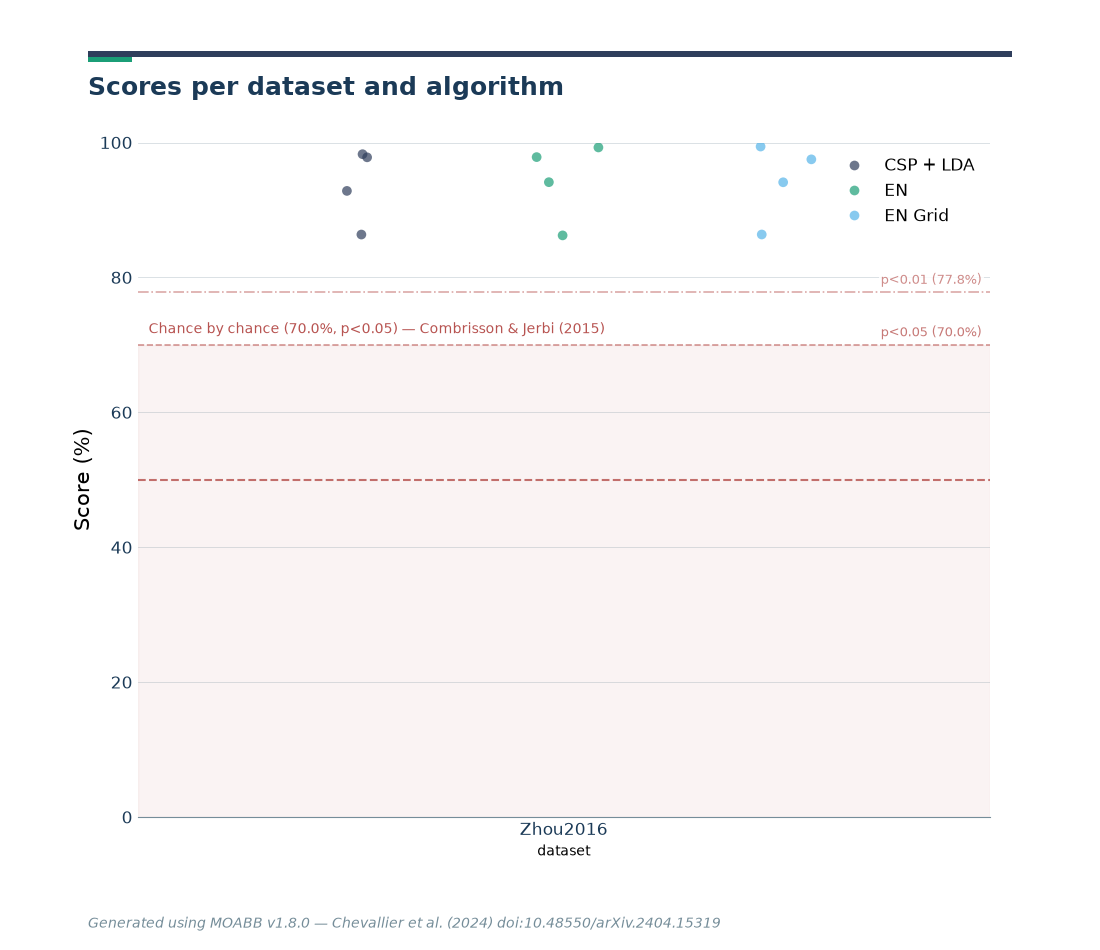 Scores per dataset and algorithm
100
CSP + LDA
EN
EN Grid
80
p<0.01 (77.8%)
Chance by chance (70.0%, p<0.05) — Combrisson & Jerbi (2015)
p<0.05 (70.0%)
60
Score (%)
40
20
0
Zhou2016
dataset
Generated using MOABB v1.8.0 — Chevallier et al. (2024) doi:10.48550/arXiv.2404.15319